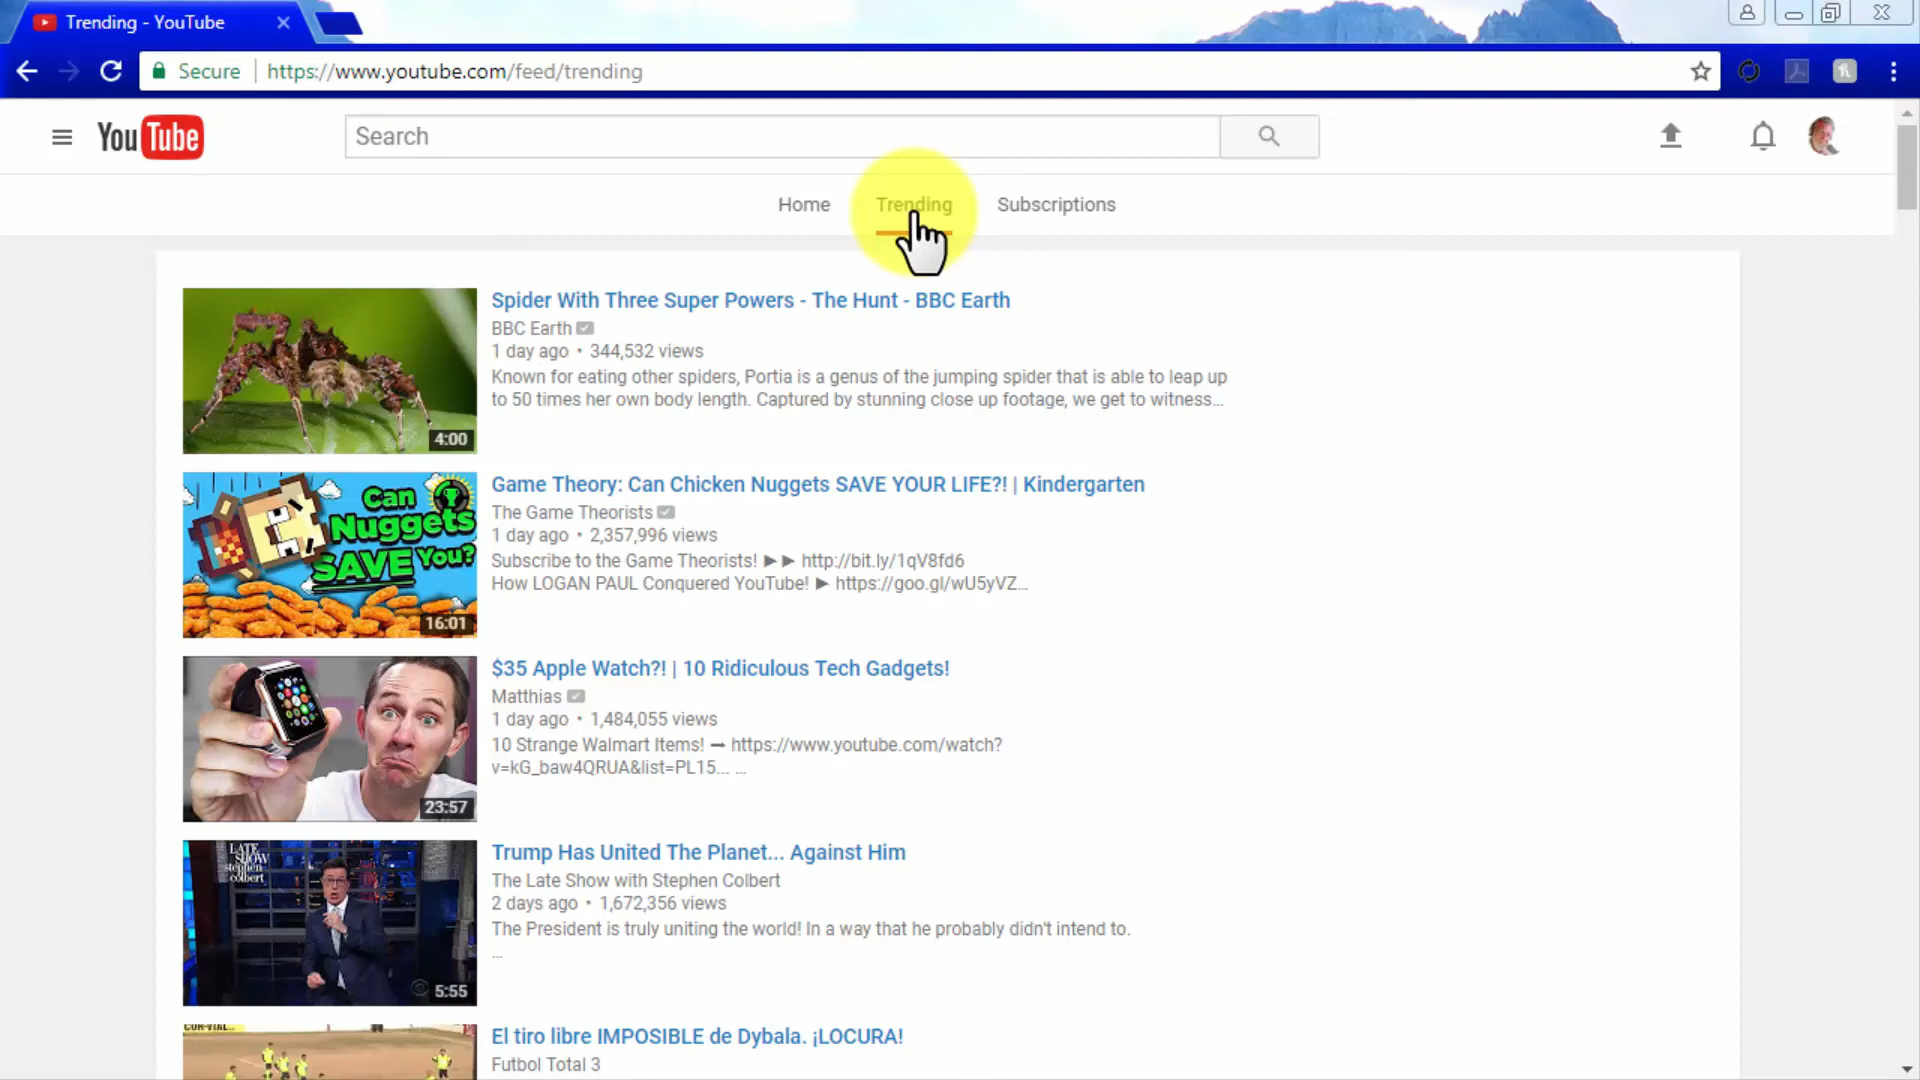 Trending - YouTube
Secure
https://www.youtube.com/feed/trending
YouTube
Search
Home
Trending
Subscriptions
Spider With Three Super Powers - The Hunt - BBC Earth
BBC Earth
1 day ago • 344,532 views
Known for eating other spiders, Portia is a genus of the jumping spider that is able to leap up
to 50 times her own body length. Captured by stunning close up footage, we get to witness...
4:00
Can
Nuggets
SAVE You?
16:01
Game Theory: Can Chicken Nuggets SAVE YOUR LIFE?! | Kindergarten
The Game Theorists
1 day ago • 2,357,996 views
Subscribe to the Game Theorists! ►► http://bit.ly/1qV8fd6
How LOGAN PAUL Conquered YouTube! ► https://goo.gl/wU5yVZ...
$35 Apple Watch?! | 10 Ridiculous Tech Gadgets!
Matthias
1 day ago • 1,484,055 views
10 Strange Walmart Items! ➞ https://www.youtube.com/watch?
v=kG_baw4QRUA&list=PL15... ...
23:57
LATE
SHOW
stephen
colbert
5:55
Trump Has United The Planet... Against Him
The Late Show with Stephen Colbert
2 days ago • 1,672,356 views
The President is truly uniting the world! In a way that he probably didn't intend to.
...
El tiro libre IMPOSIBLE de Dybala. ¡LOCURA!
Futbol Total 3